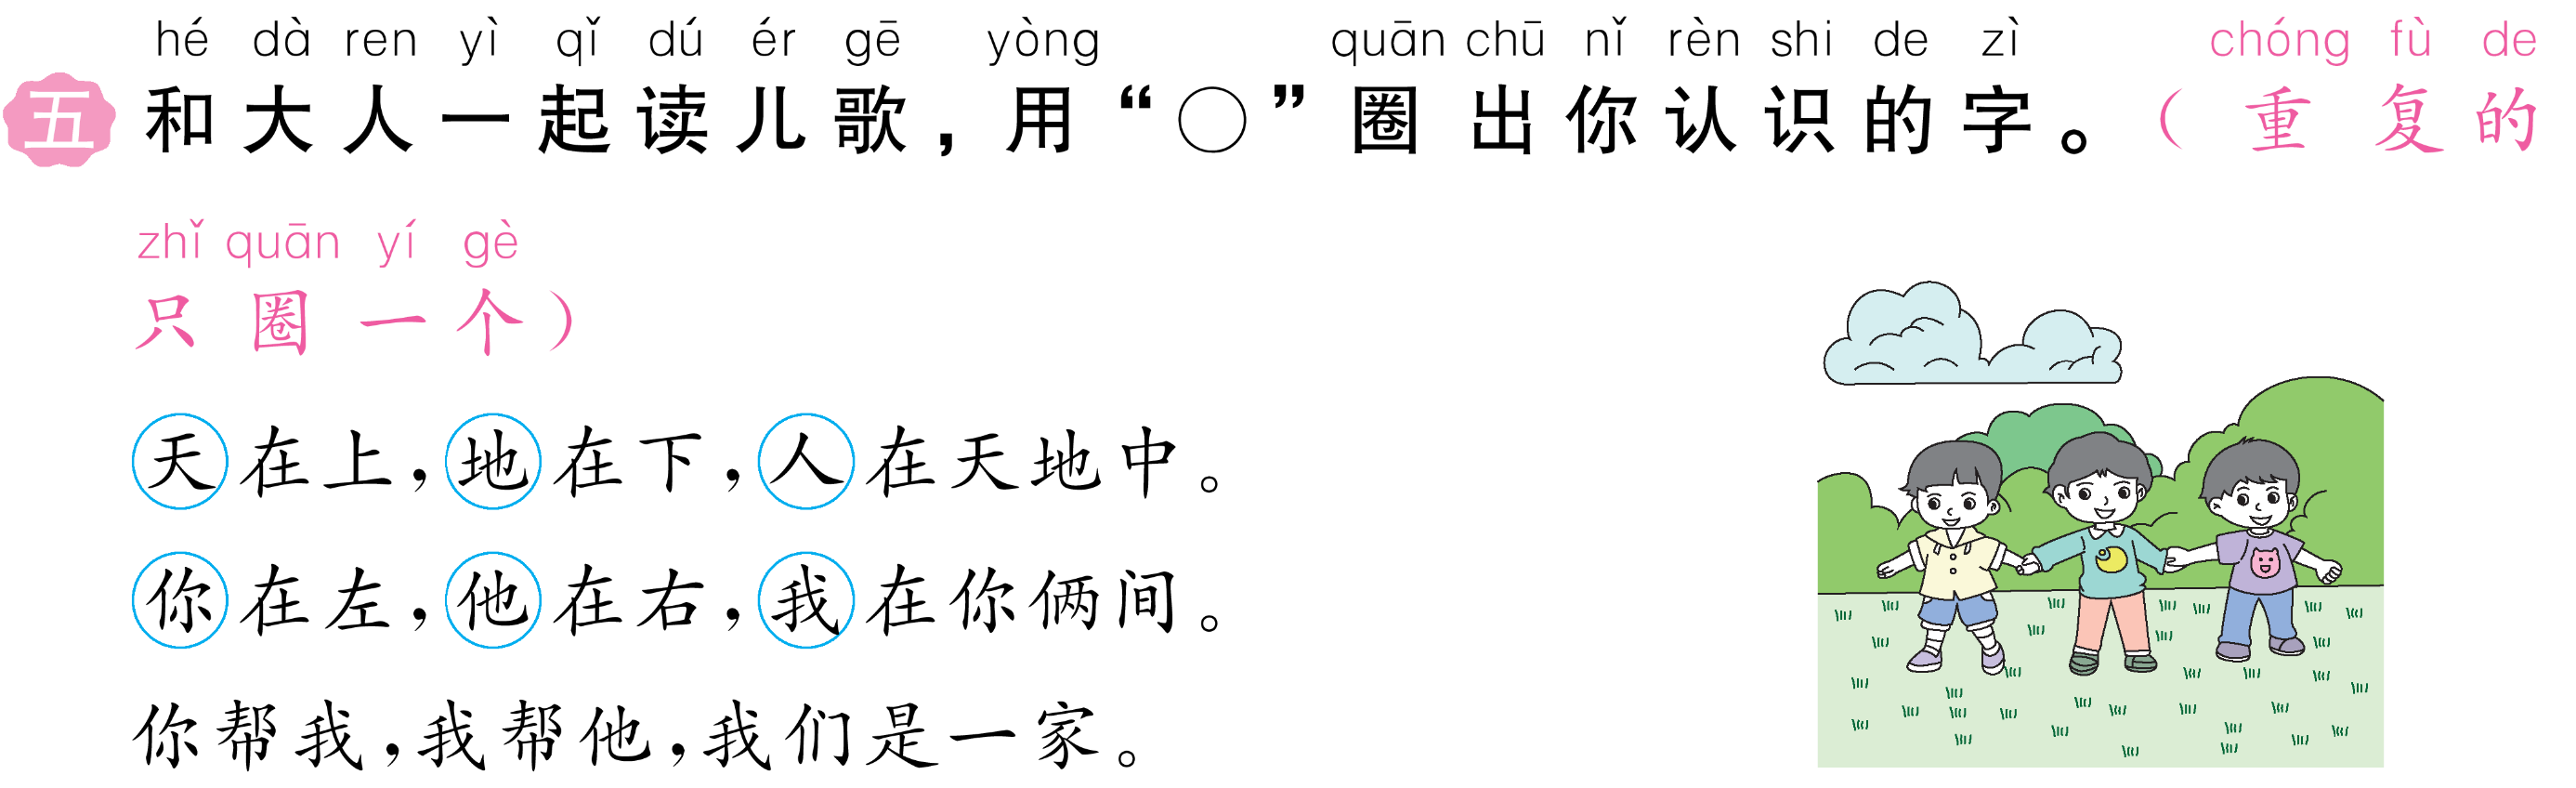 hé dà ren yì qǐ dú ér gē yòng quān chū nǐ rèn shi de zì chóng fù de
五 和大人一起读儿歌，用“○”圈出你认识的字。（重复的
zhǐ quān yí gè
只圈一个）
天在上，地在下，人在天地中。
你在左，他在右，我在你俩间。
你帮我，我帮他，我们是一家。